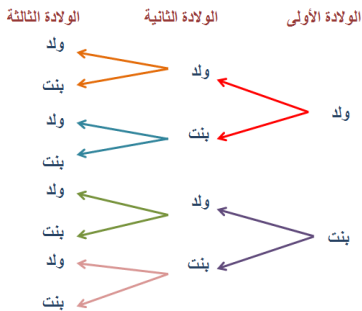 الولادة الأولى الولادة الثانية الولادة الثالثة
ولد
ولد
بنت
ولد
ولد
بنت
بنت
ولد
ولد
بنت
بنت
ولد
بنت
بنت